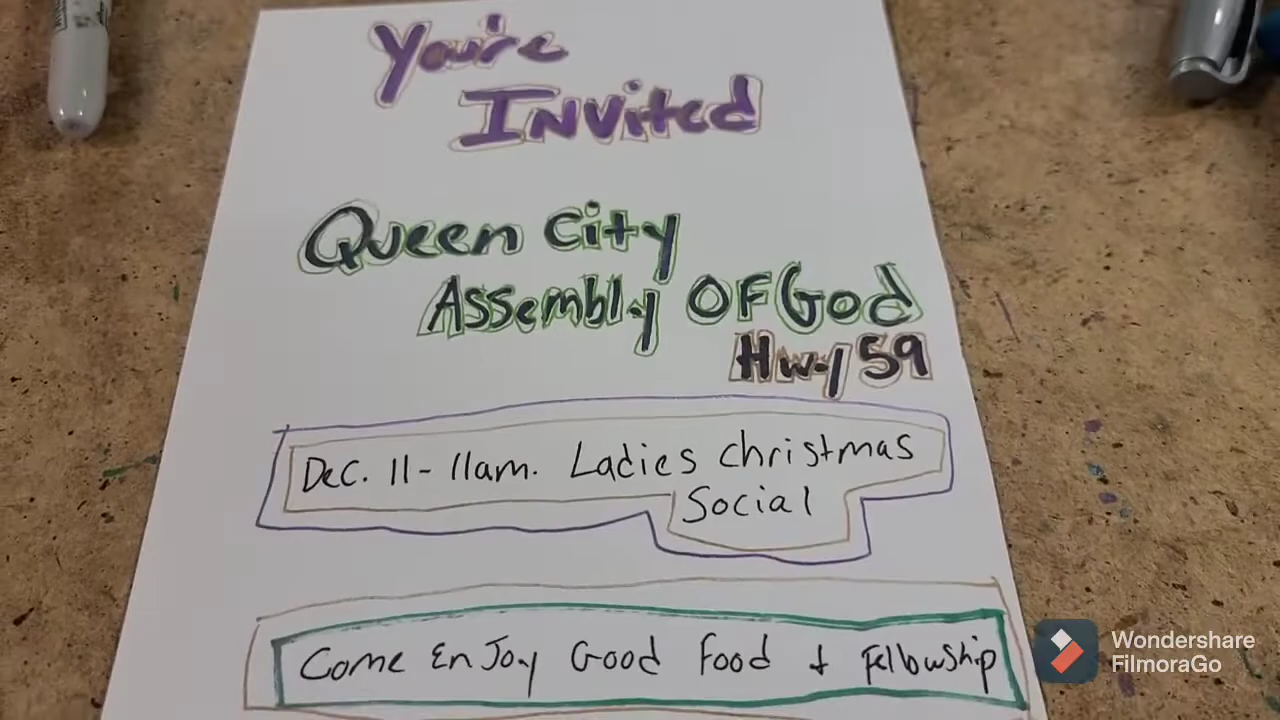 You're
Invited
Queen City
Assembly OF God
Hwy 59
Dec. 11 - 11am. Ladies Christmas
Social
Come Enjoy Good Food & Fellowship
Wondershare
FilmoraGo